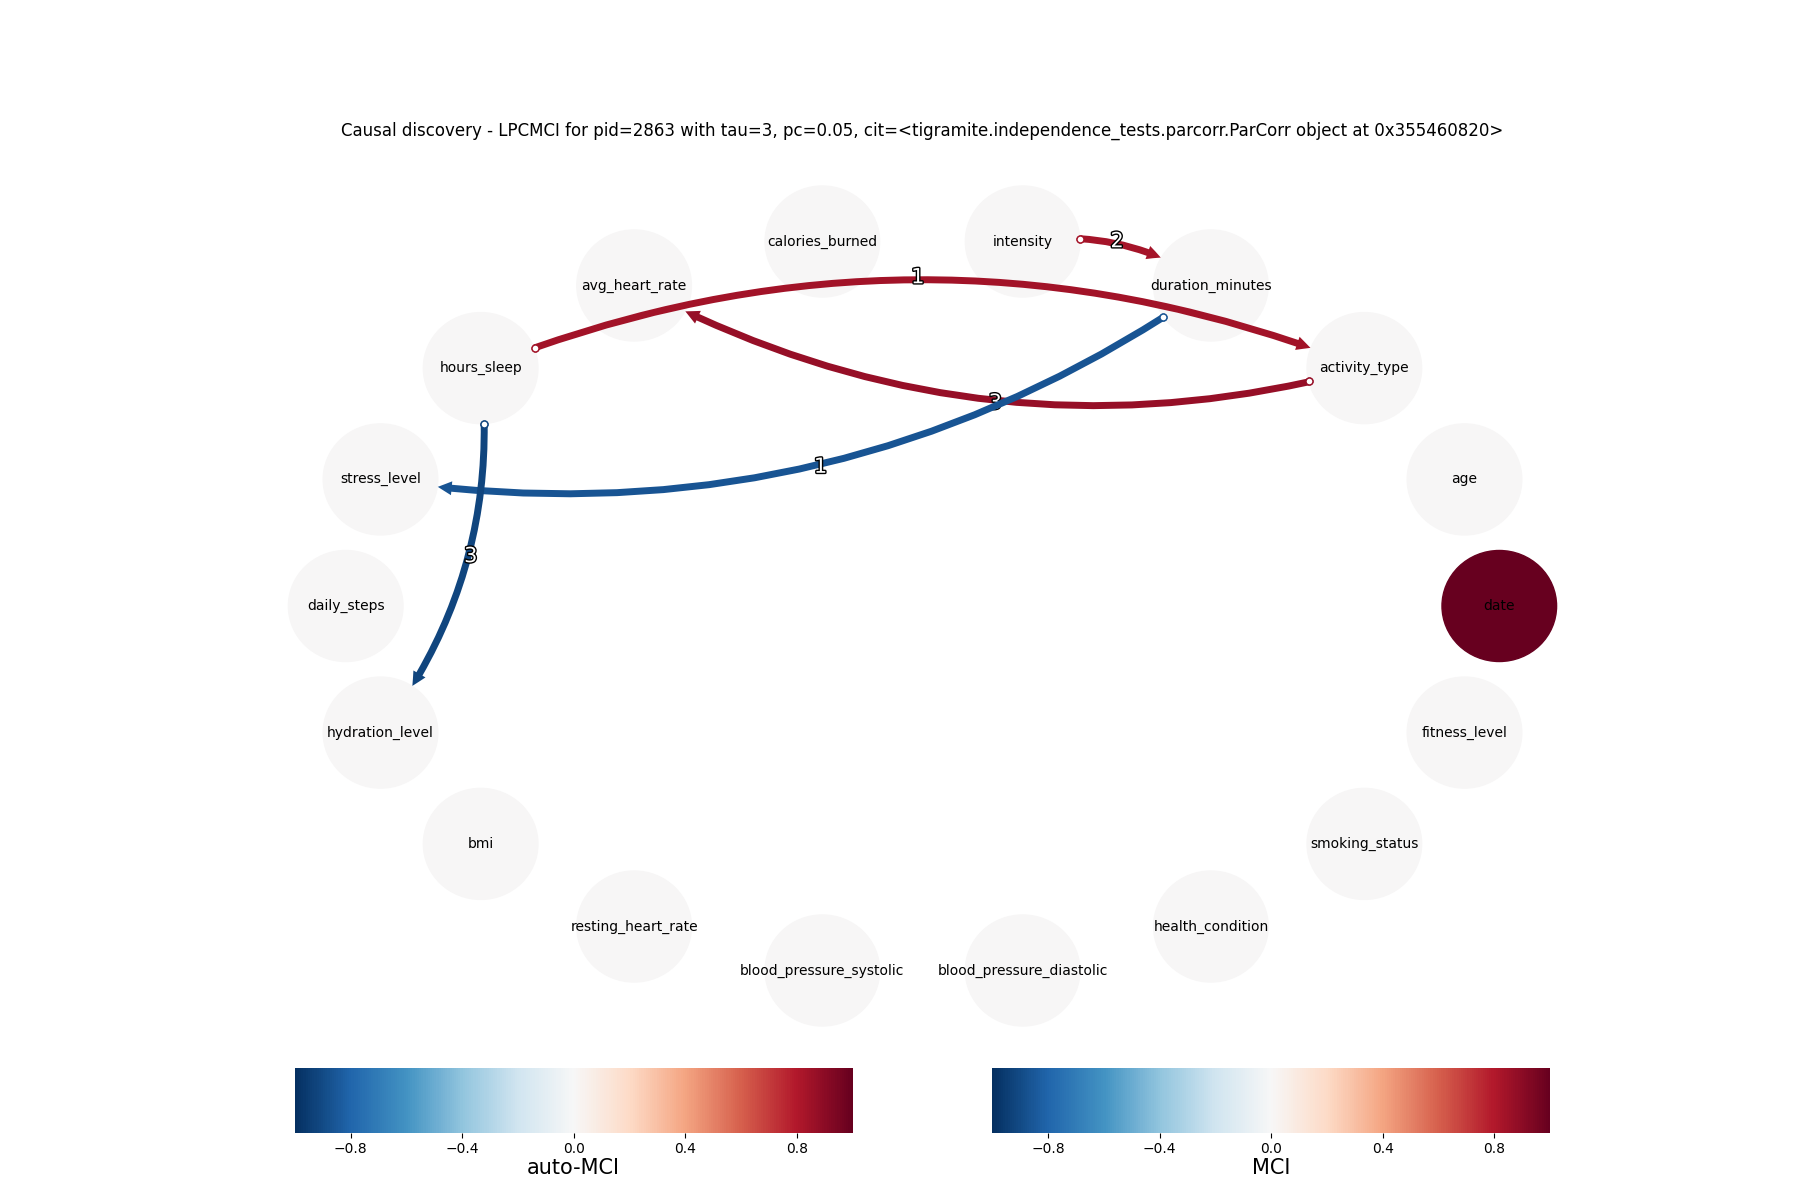 Causal discovery - LPCMCI for pid=2863 with tau=3, pc=0.05, cit=<tigramite.independence_tests.parcorr.ParCorr object at 0x355460820>
calories_burned
intensity
2
avg_heart_rate
1
duration_minutes
hours_sleep
activity_type
1
stress_level
age
3
daily_steps
date
hydration_level
fitness_level
bmi
smoking_status
resting_heart_rate
health_condition
blood_pressure_systolic
blood_pressure_diastolic
−0.8 −0.4 0.0 0.4 0.8
−0.8 −0.4 0.0 0.4 0.8
auto-MCI
MCI